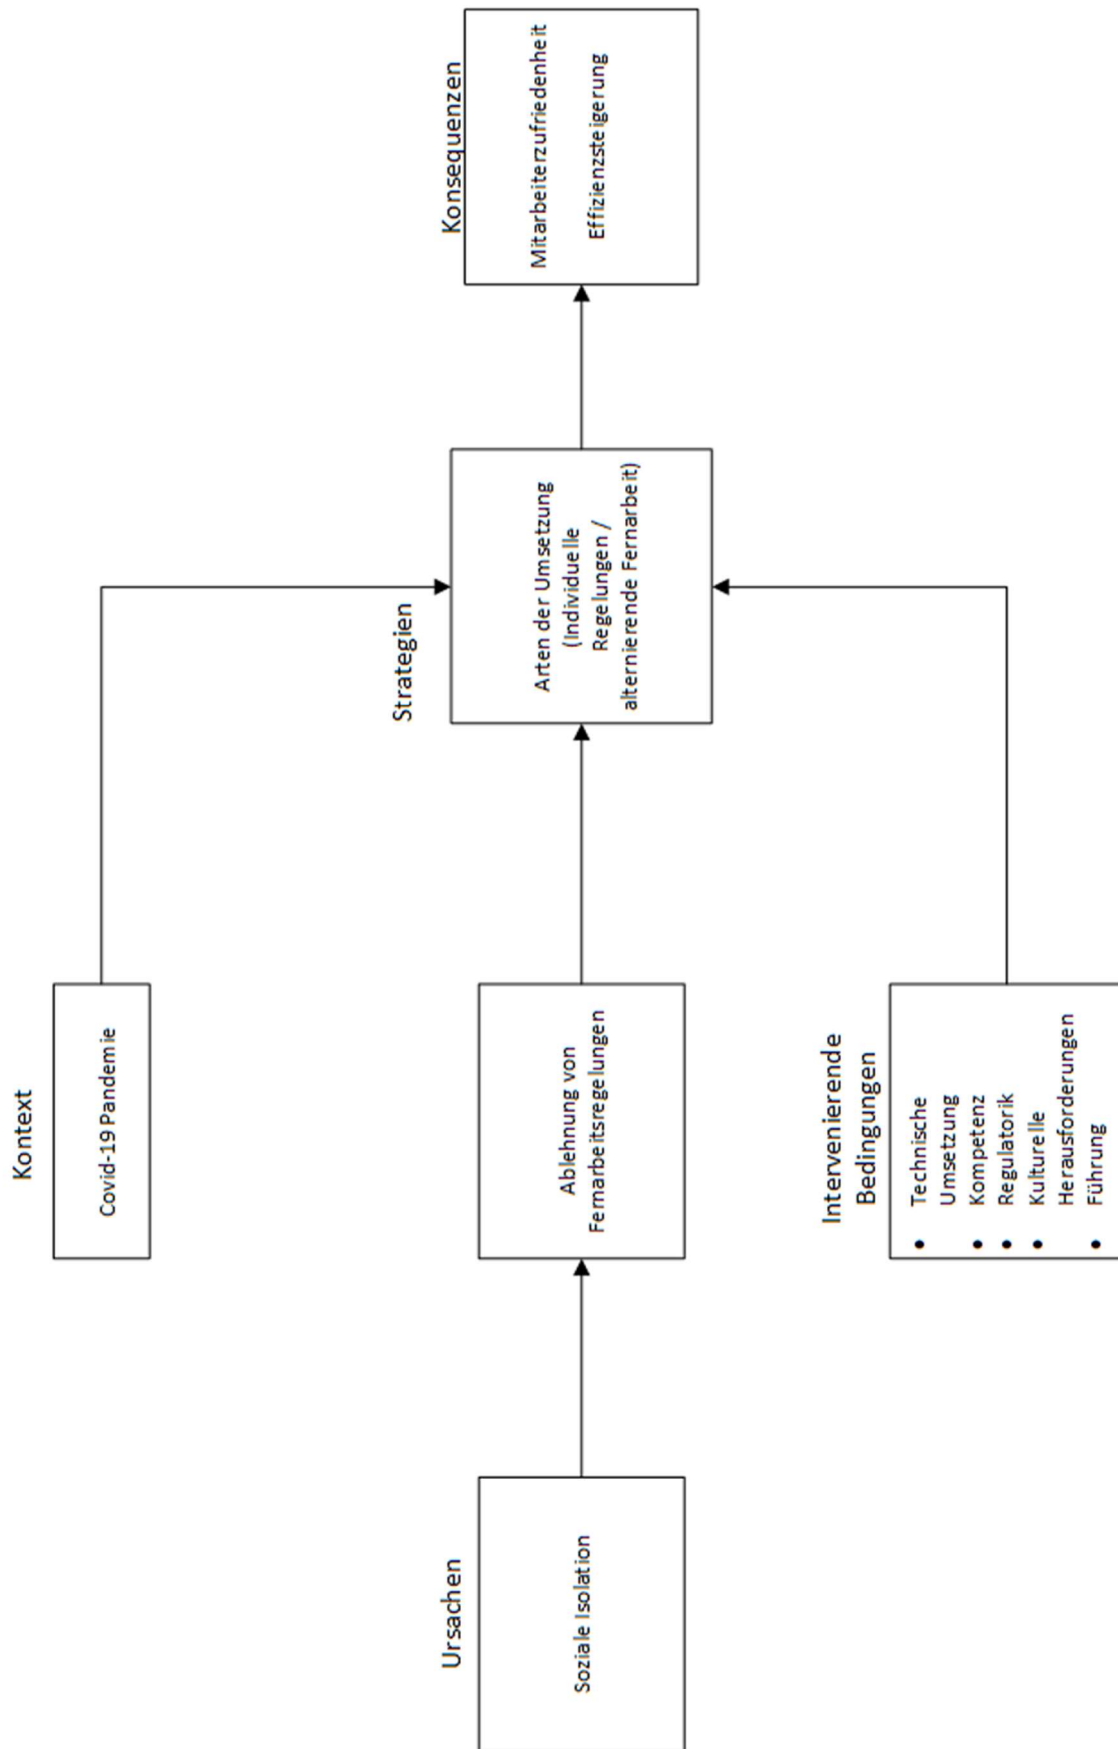 Kontext
Covid-19 Pandemie
Ursachen
Soziale Isolation
Ablehnung von
Fernarbeitsregelungen
Strategien
Arten der Umsetzung
(Individuelle
Regelungen /
alternierende Fernarbeit)
Konsequenzen
Mitarbeiterzufriedenheit
Effizienzsteigerung
Intervenierende
Bedingungen
• Technische
Umsetzung
• Kompetenz
• Regulatorik
• Kulturelle
Herausforderungen
• Führung